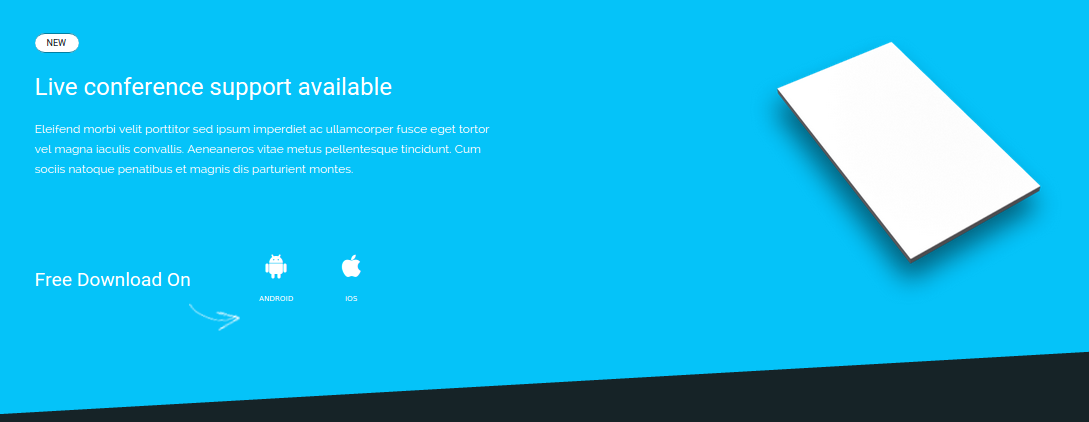 NEW
Live conference support available
Eleifend morbi velit porttitor sed ipsum imperdiet ac ullamcorper fusce eget tortor
vel magna iaculis convallis. Aeneaneros vitae metus pellentesque tincidunt. Cum
sociis natoque penatibus et magnis dis parturient montes.
Free Download On
ANDROID
IOS